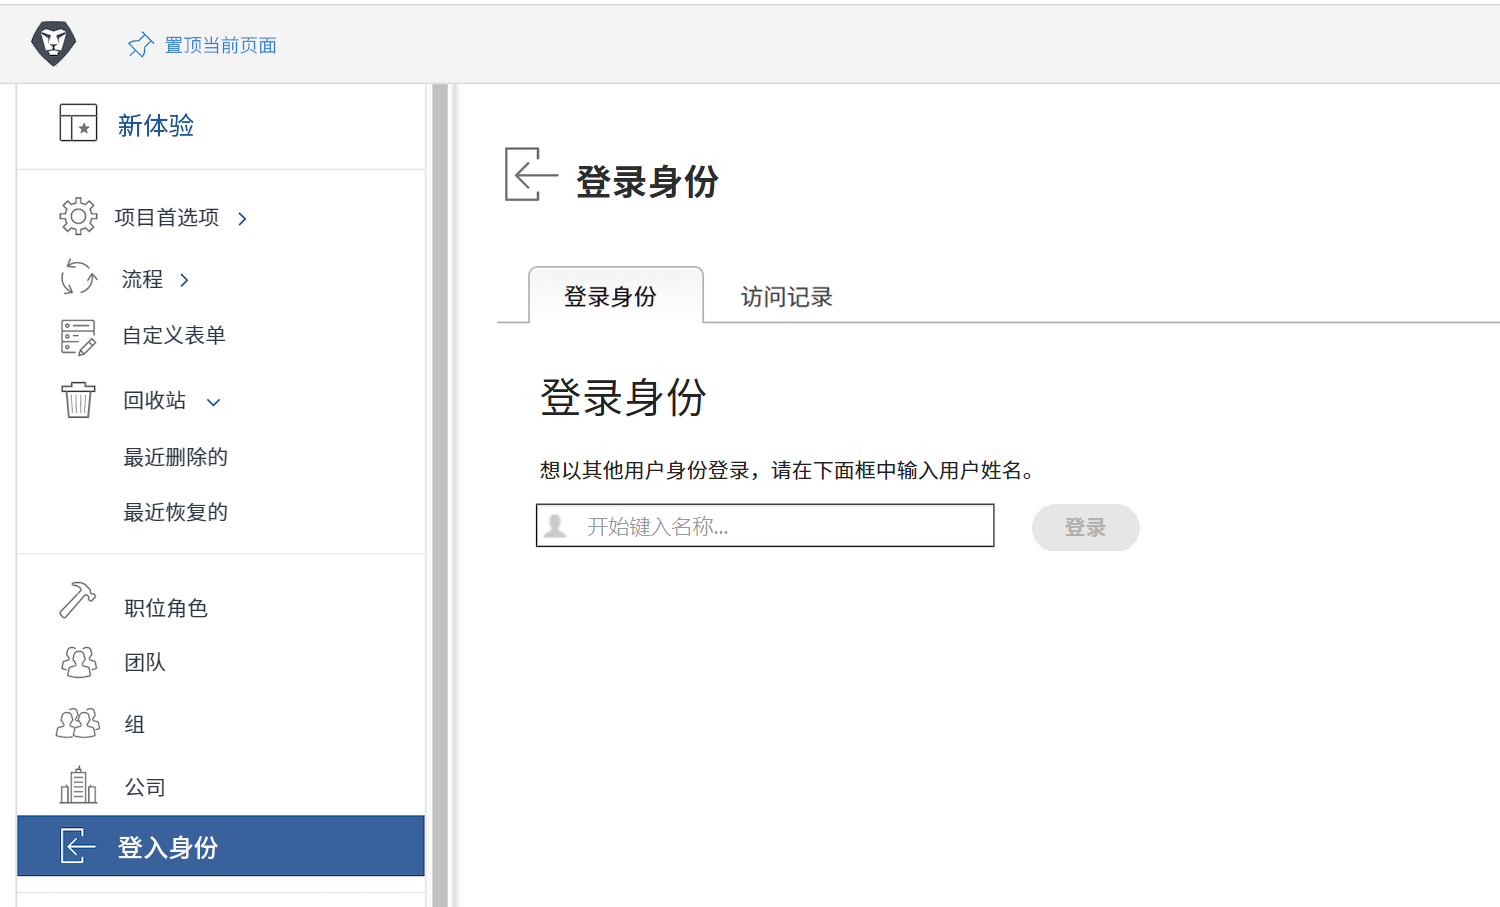 置顶当前页面
新体验
项目首选项
流程
自定义表单
回收站
最近删除的
最近恢复的
职位角色
团队
组
公司
登入身份
登录身份
登录身份
访问记录
登录身份
想以其他用户身份登录，请在下面框中输入用户姓名。
开始键入名称...
登录